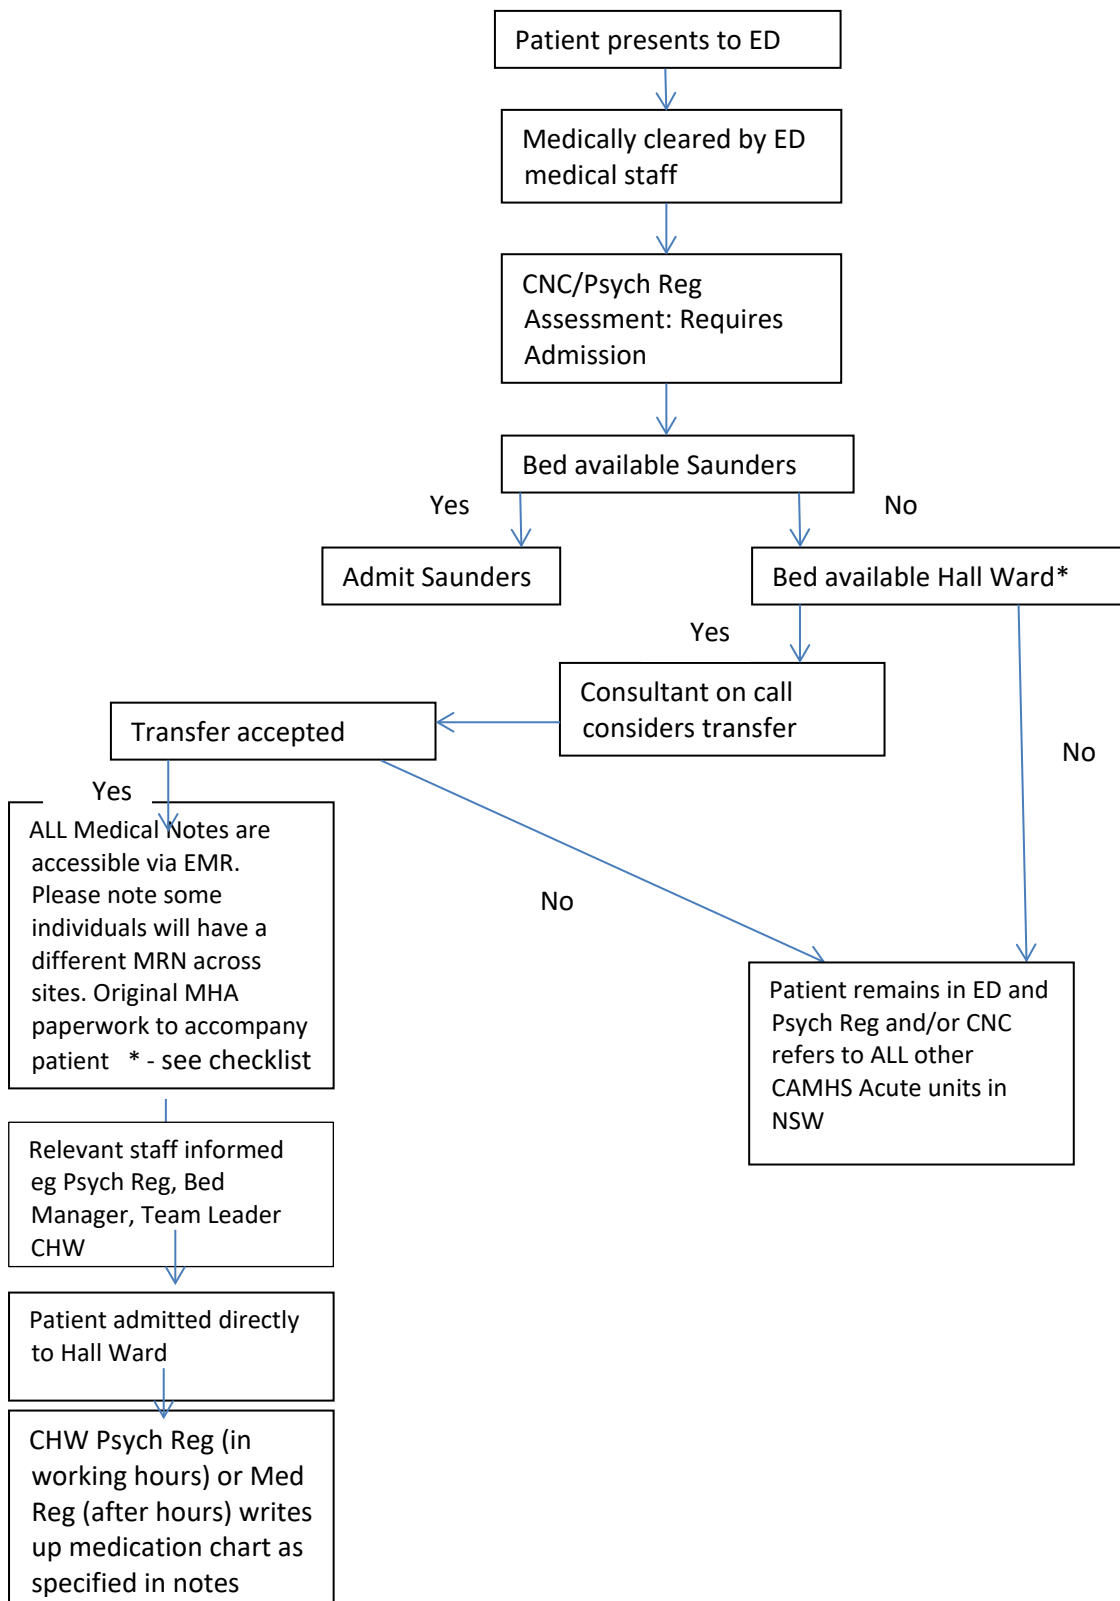 Patient presents to ED
Medically cleared by ED
medical staff
CNC/Psych Reg
Assessment: Requires
Admission
Bed available Saunders
Yes
No
Admit Saunders
Bed available Hall Ward*
Yes
Consultant on call
considers transfer
Transfer accepted
No
Yes
ALL Medical Notes are
accessible via EMR.
Please note some
individuals will have a
different MRN across
sites. Original MHA
paperwork to accompany
patient * - see checklist
No
Patient remains in ED and
Psych Reg and/or CNC
refers to ALL other
CAMHS Acute units in
NSW
Relevant staff informed
eg Psych Reg, Bed
Manager, Team Leader
CHW
Patient admitted directly
to Hall Ward
CHW Psych Reg (in
working hours) or Med
Reg (after hours) writes
up medication chart as
specified in notes